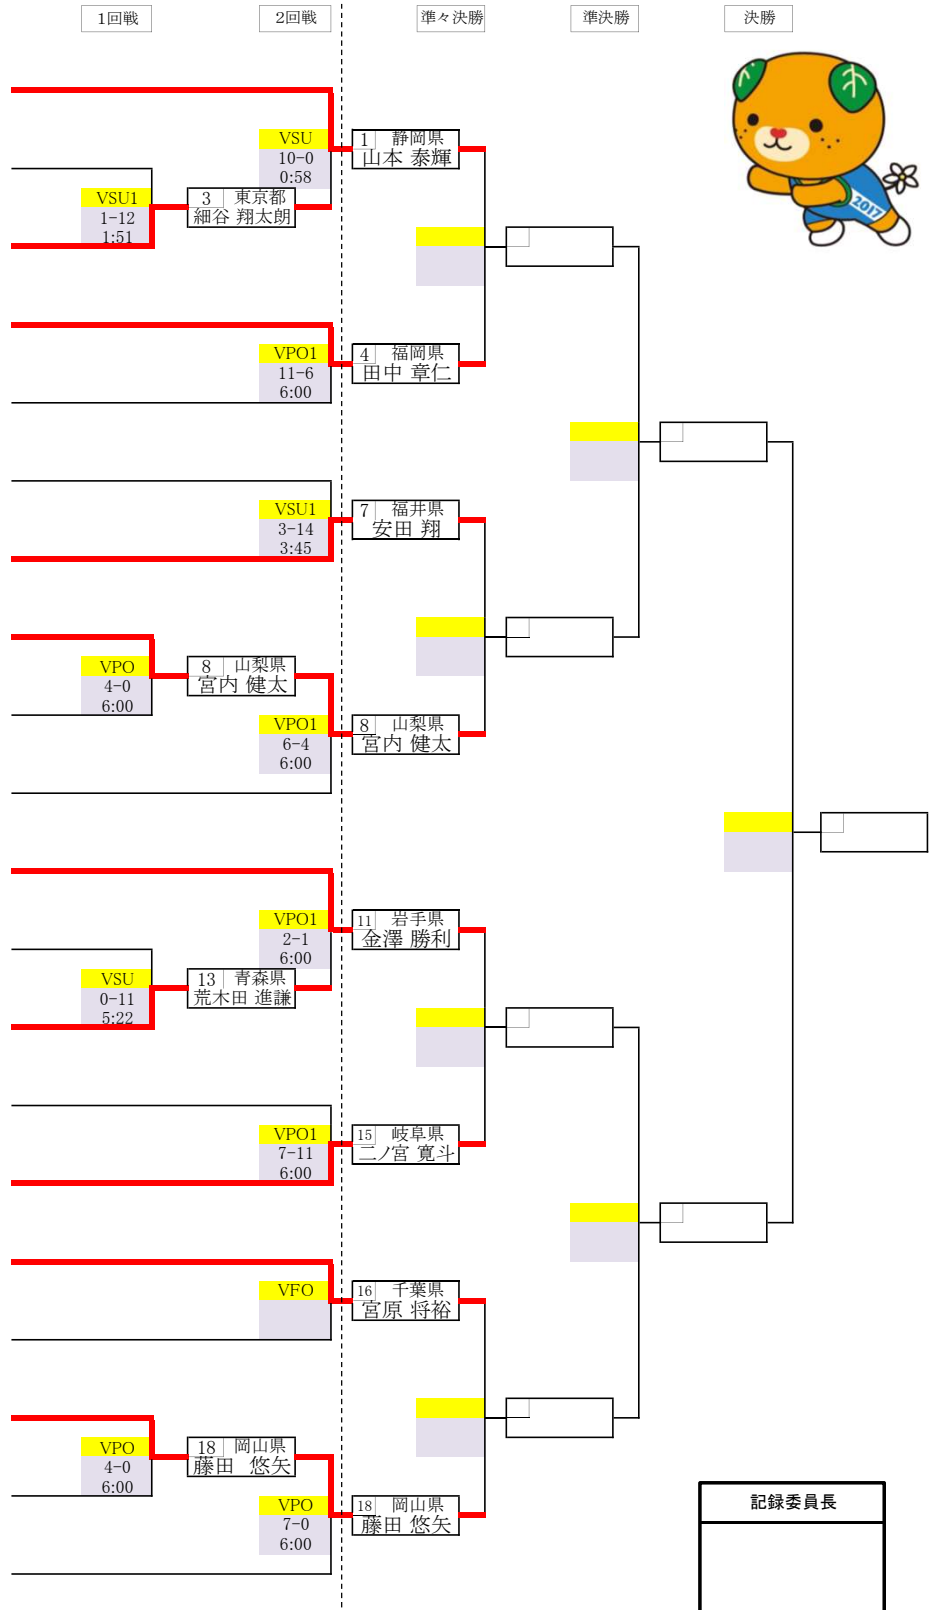 1回戦
2回戦
準々決勝
準決勝
決勝
2017
VSU
10-0
0:58
1 静岡県
山本 泰輝
VSU1
1-12
1:51
3 東京都
細谷 翔太朗
VPO1
11-6
6:00
4 福岡県
田中 章仁
VSU1
3-14
3:45
7 福井県
安田 翔
VPO
4-0
6:00
8 山梨県
宮内 健太
VPO1
6-4
6:00
8 山梨県
宮内 健太
VPO1
2-1
6:00
11 岩手県
金澤 勝利
VSU
0-11
5:22
13 青森県
荒木田 進謙
VPO1
7-11
6:00
15 岐阜県
二ノ宮 寛斗
VFO
16 千葉県
宮原 将裕
VPO
4-0
6:00
18 岡山県
藤田 悠矢
VPO
7-0
6:00
18 岡山県
藤田 悠矢
記録委員長